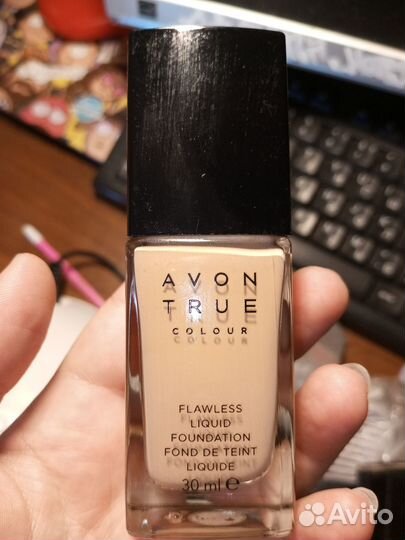 AVON
TRUE
COLOUR
FLAWLESS
LIQUID
FOUNDATION
FOND DE TEINT
LIQUIDE
30 ml ℮
Avito